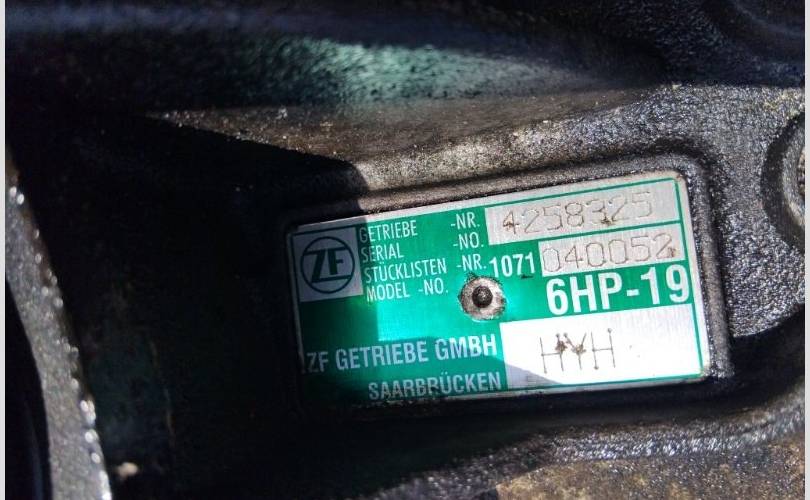 ZF
GETRIEBE -NR. 4258325
SERIAL -NO.
STÜCKLISTEN -NR. 1071 040052
MODEL -NO.
6HP-19
ZF GETRIEBE GMBH HYH
SAARBRÜCKEN